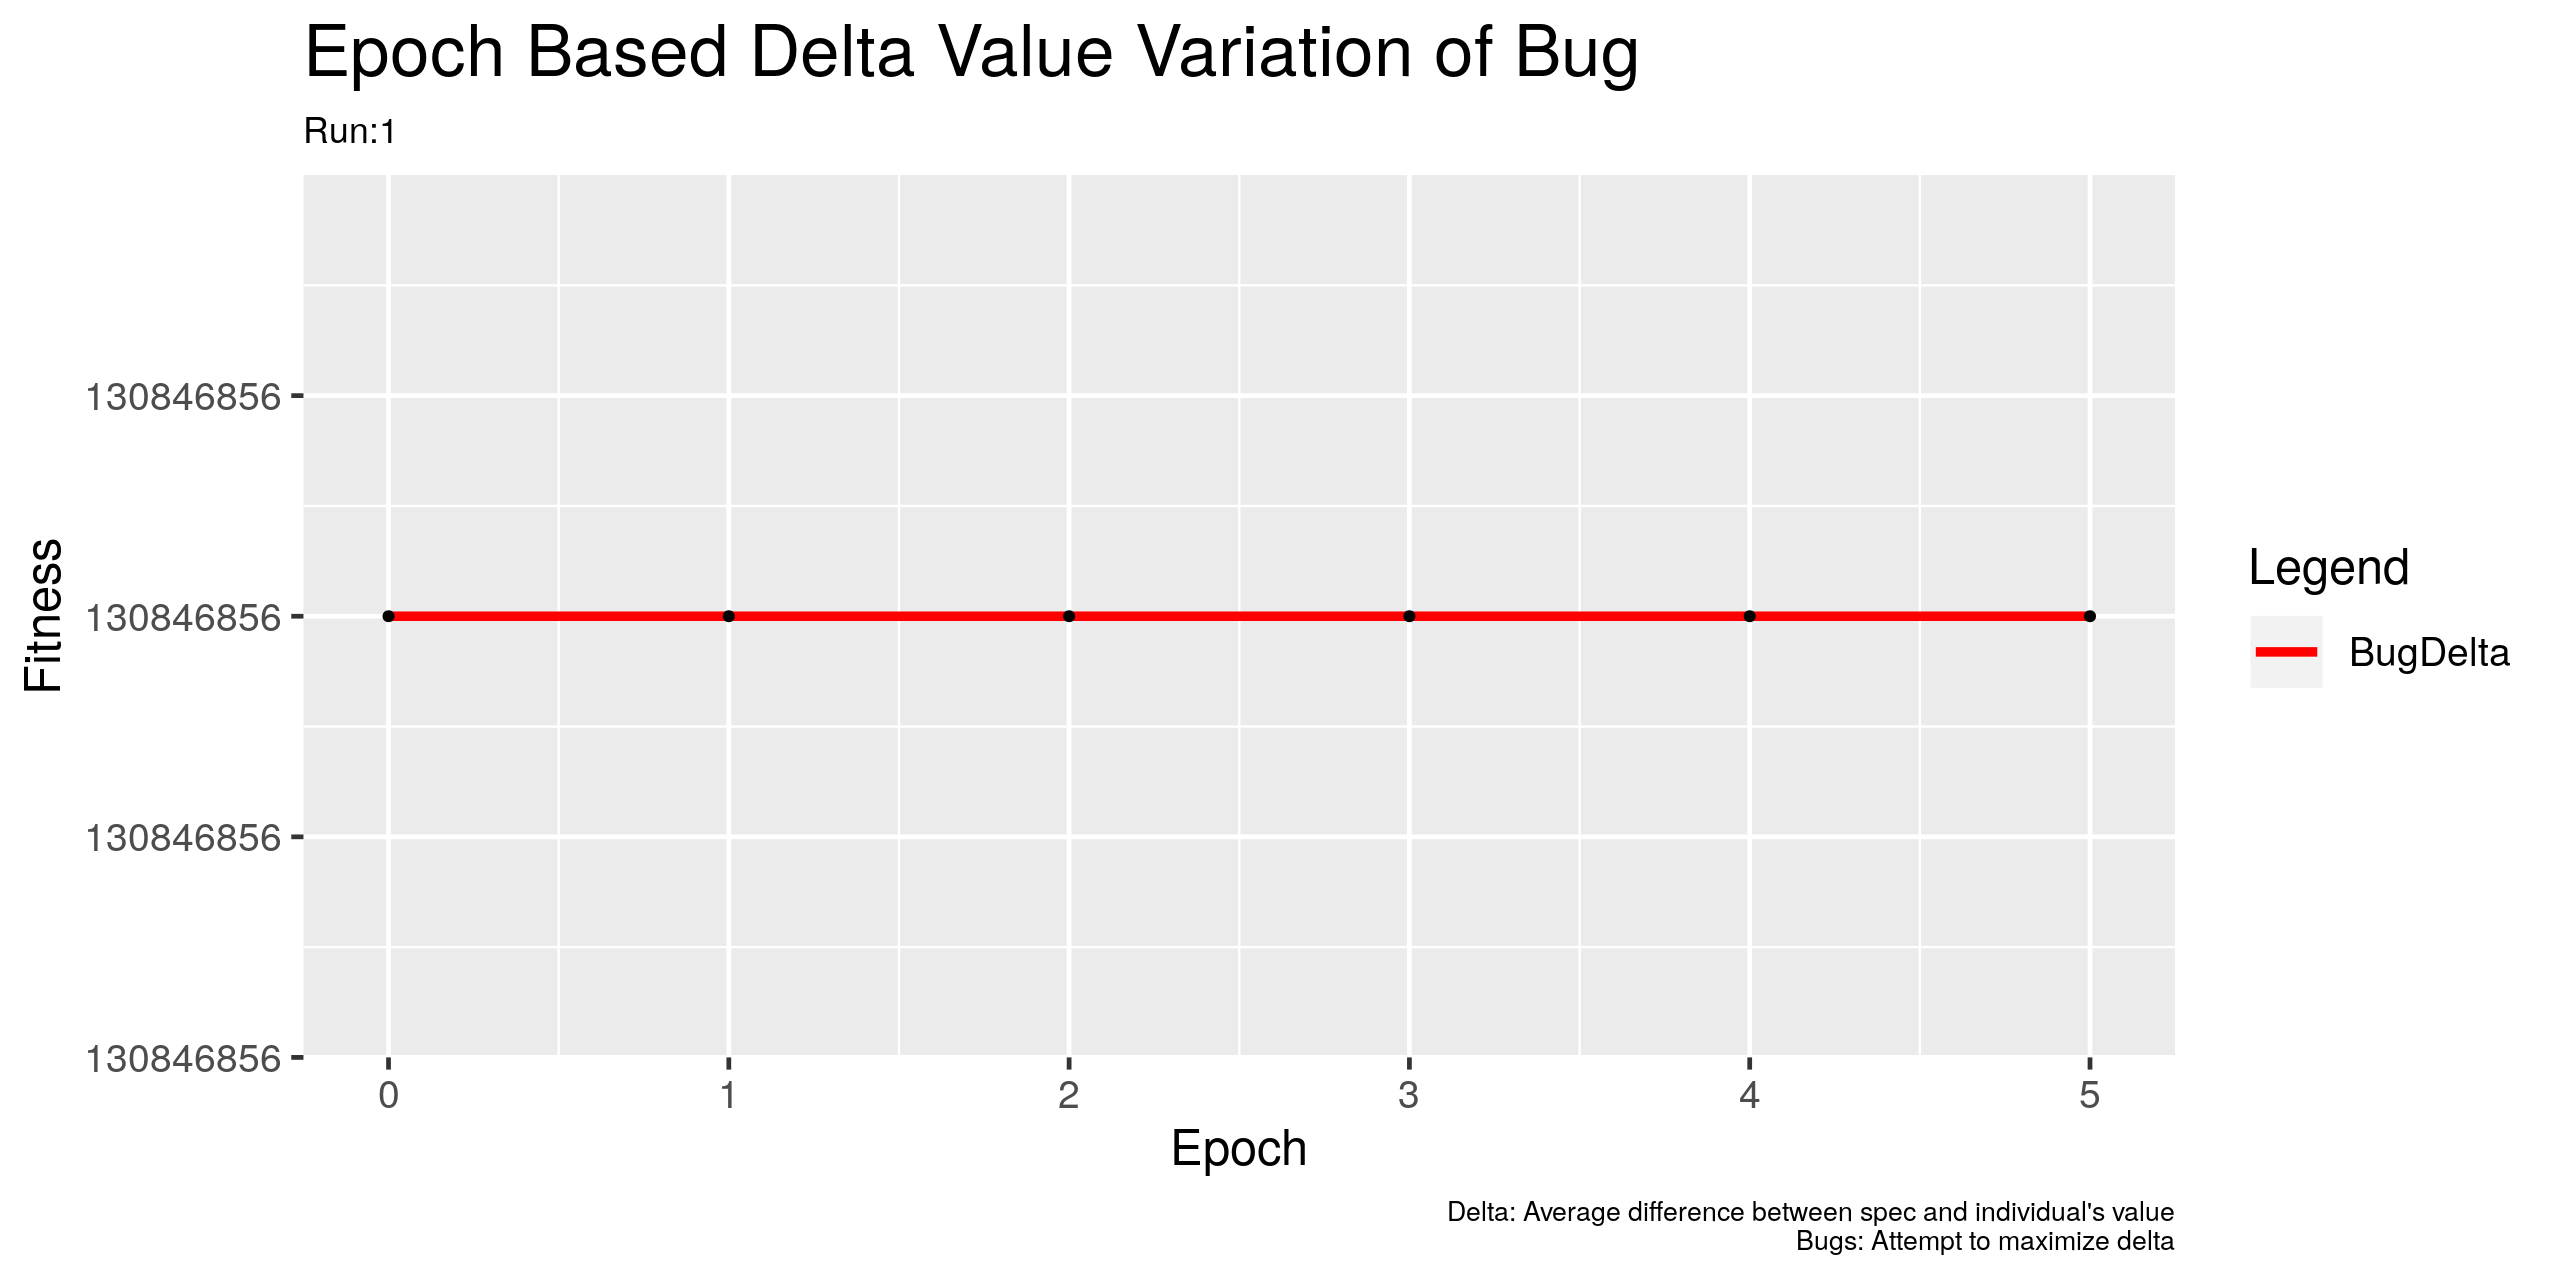 Epoch Based Delta Value Variation of Bug
Run:1
Fitness
130846856
130846856
130846856
130846856
0 1 2 3 4 5
Epoch
Legend
BugDelta
Delta: Average difference between spec and individual's value
Bugs: Attempt to maximize delta